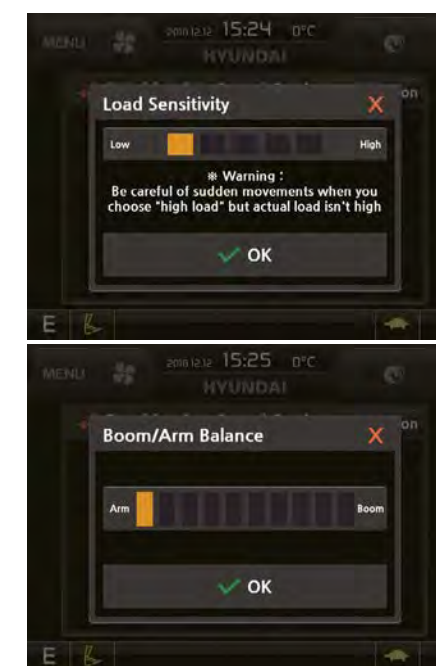 MENU
2010.12.12 15:24 0°C
HYUNDAI
on
Load Sensitivity X
Low High
※ Warning :
Be careful of sudden movements when you
choose "high load" but actual load isn't high
OK
E
MENU
2010.12.12 15:25 0°C
HYUNDAI
on
Boom/Arm Balance X
Arm Boom
OK
E